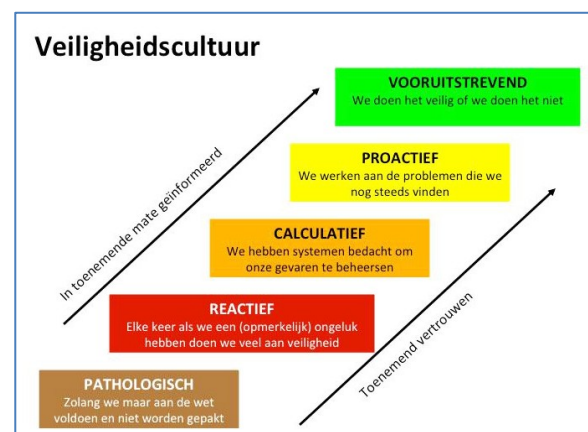 Veiligheidscultuur
VOORUITSTREVEND
We doen het veilig of we doen het niet
In toenemende mate geïnformeerd
PROACTIEF
We werken aan de problemen die we
nog steeds vinden
CALCULATIEF
We hebben systemen bedacht om
onze gevaren te beheersen
REACTIEF
Elke keer als we een (opmerkelijk) ongeluk
hebben doen we veel aan veiligheid
Toenemend vertrouwen
PATHOLOGISCH
Zolang we maar aan de wet
voldoen en niet worden gepakt